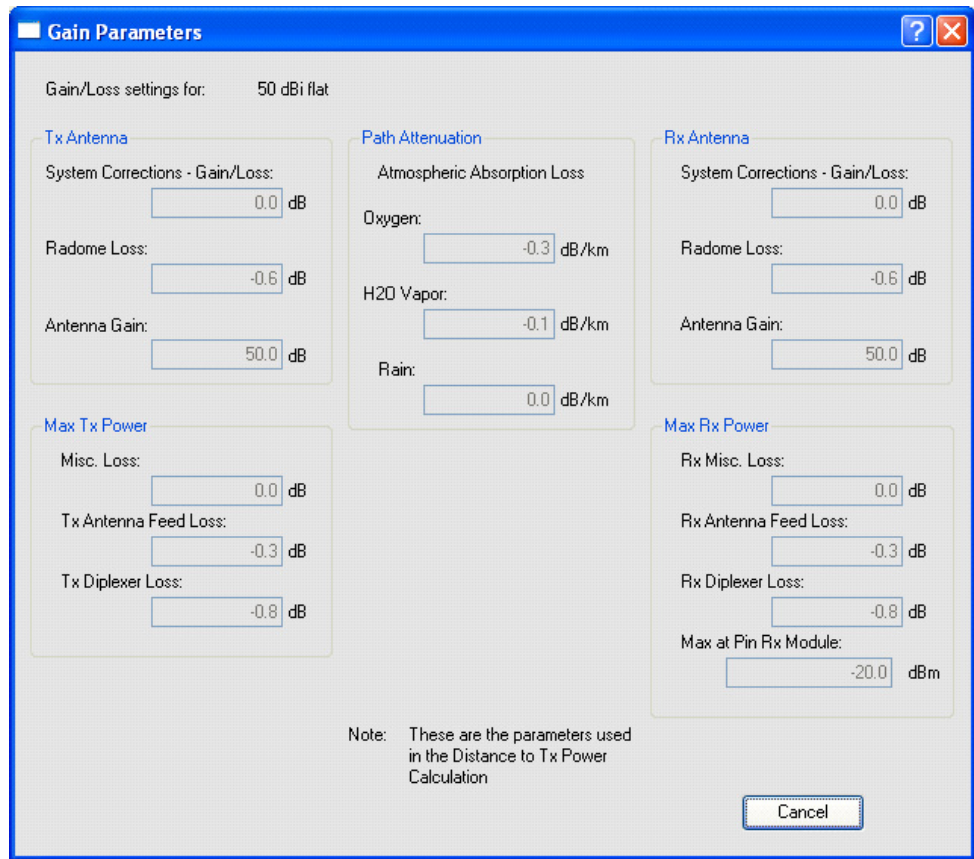 Gain Parameters
Gain/Loss settings for: 50 dBi flat
Tx Antenna
System Corrections - Gain/Loss:
0.0 dB
Radome Loss:
-0.6 dB
Antenna Gain:
50.0 dB
Path Attenuation
Atmospheric Absorption Loss
Oxygen:
-0.3 dB/km
H2O Vapor:
-0.1 dB/km
Rain:
0.0 dB/km
Rx Antenna
System Corrections - Gain/Loss:
0.0 dB
Radome Loss:
-0.6 dB
Antenna Gain:
50.0 dB
Max Tx Power
Misc. Loss:
0.0 dB
Tx Antenna Feed Loss:
-0.3 dB
Tx Diplexer Loss:
-0.8 dB
Max Rx Power
Rx Misc. Loss:
0.0 dB
Rx Antenna Feed Loss:
-0.3 dB
Rx Diplexer Loss:
-0.8 dB
Max at Pin Rx Module:
-20.0 dBm
Note: These are the parameters used
in the Distance to Tx Power
Calculation
Cancel